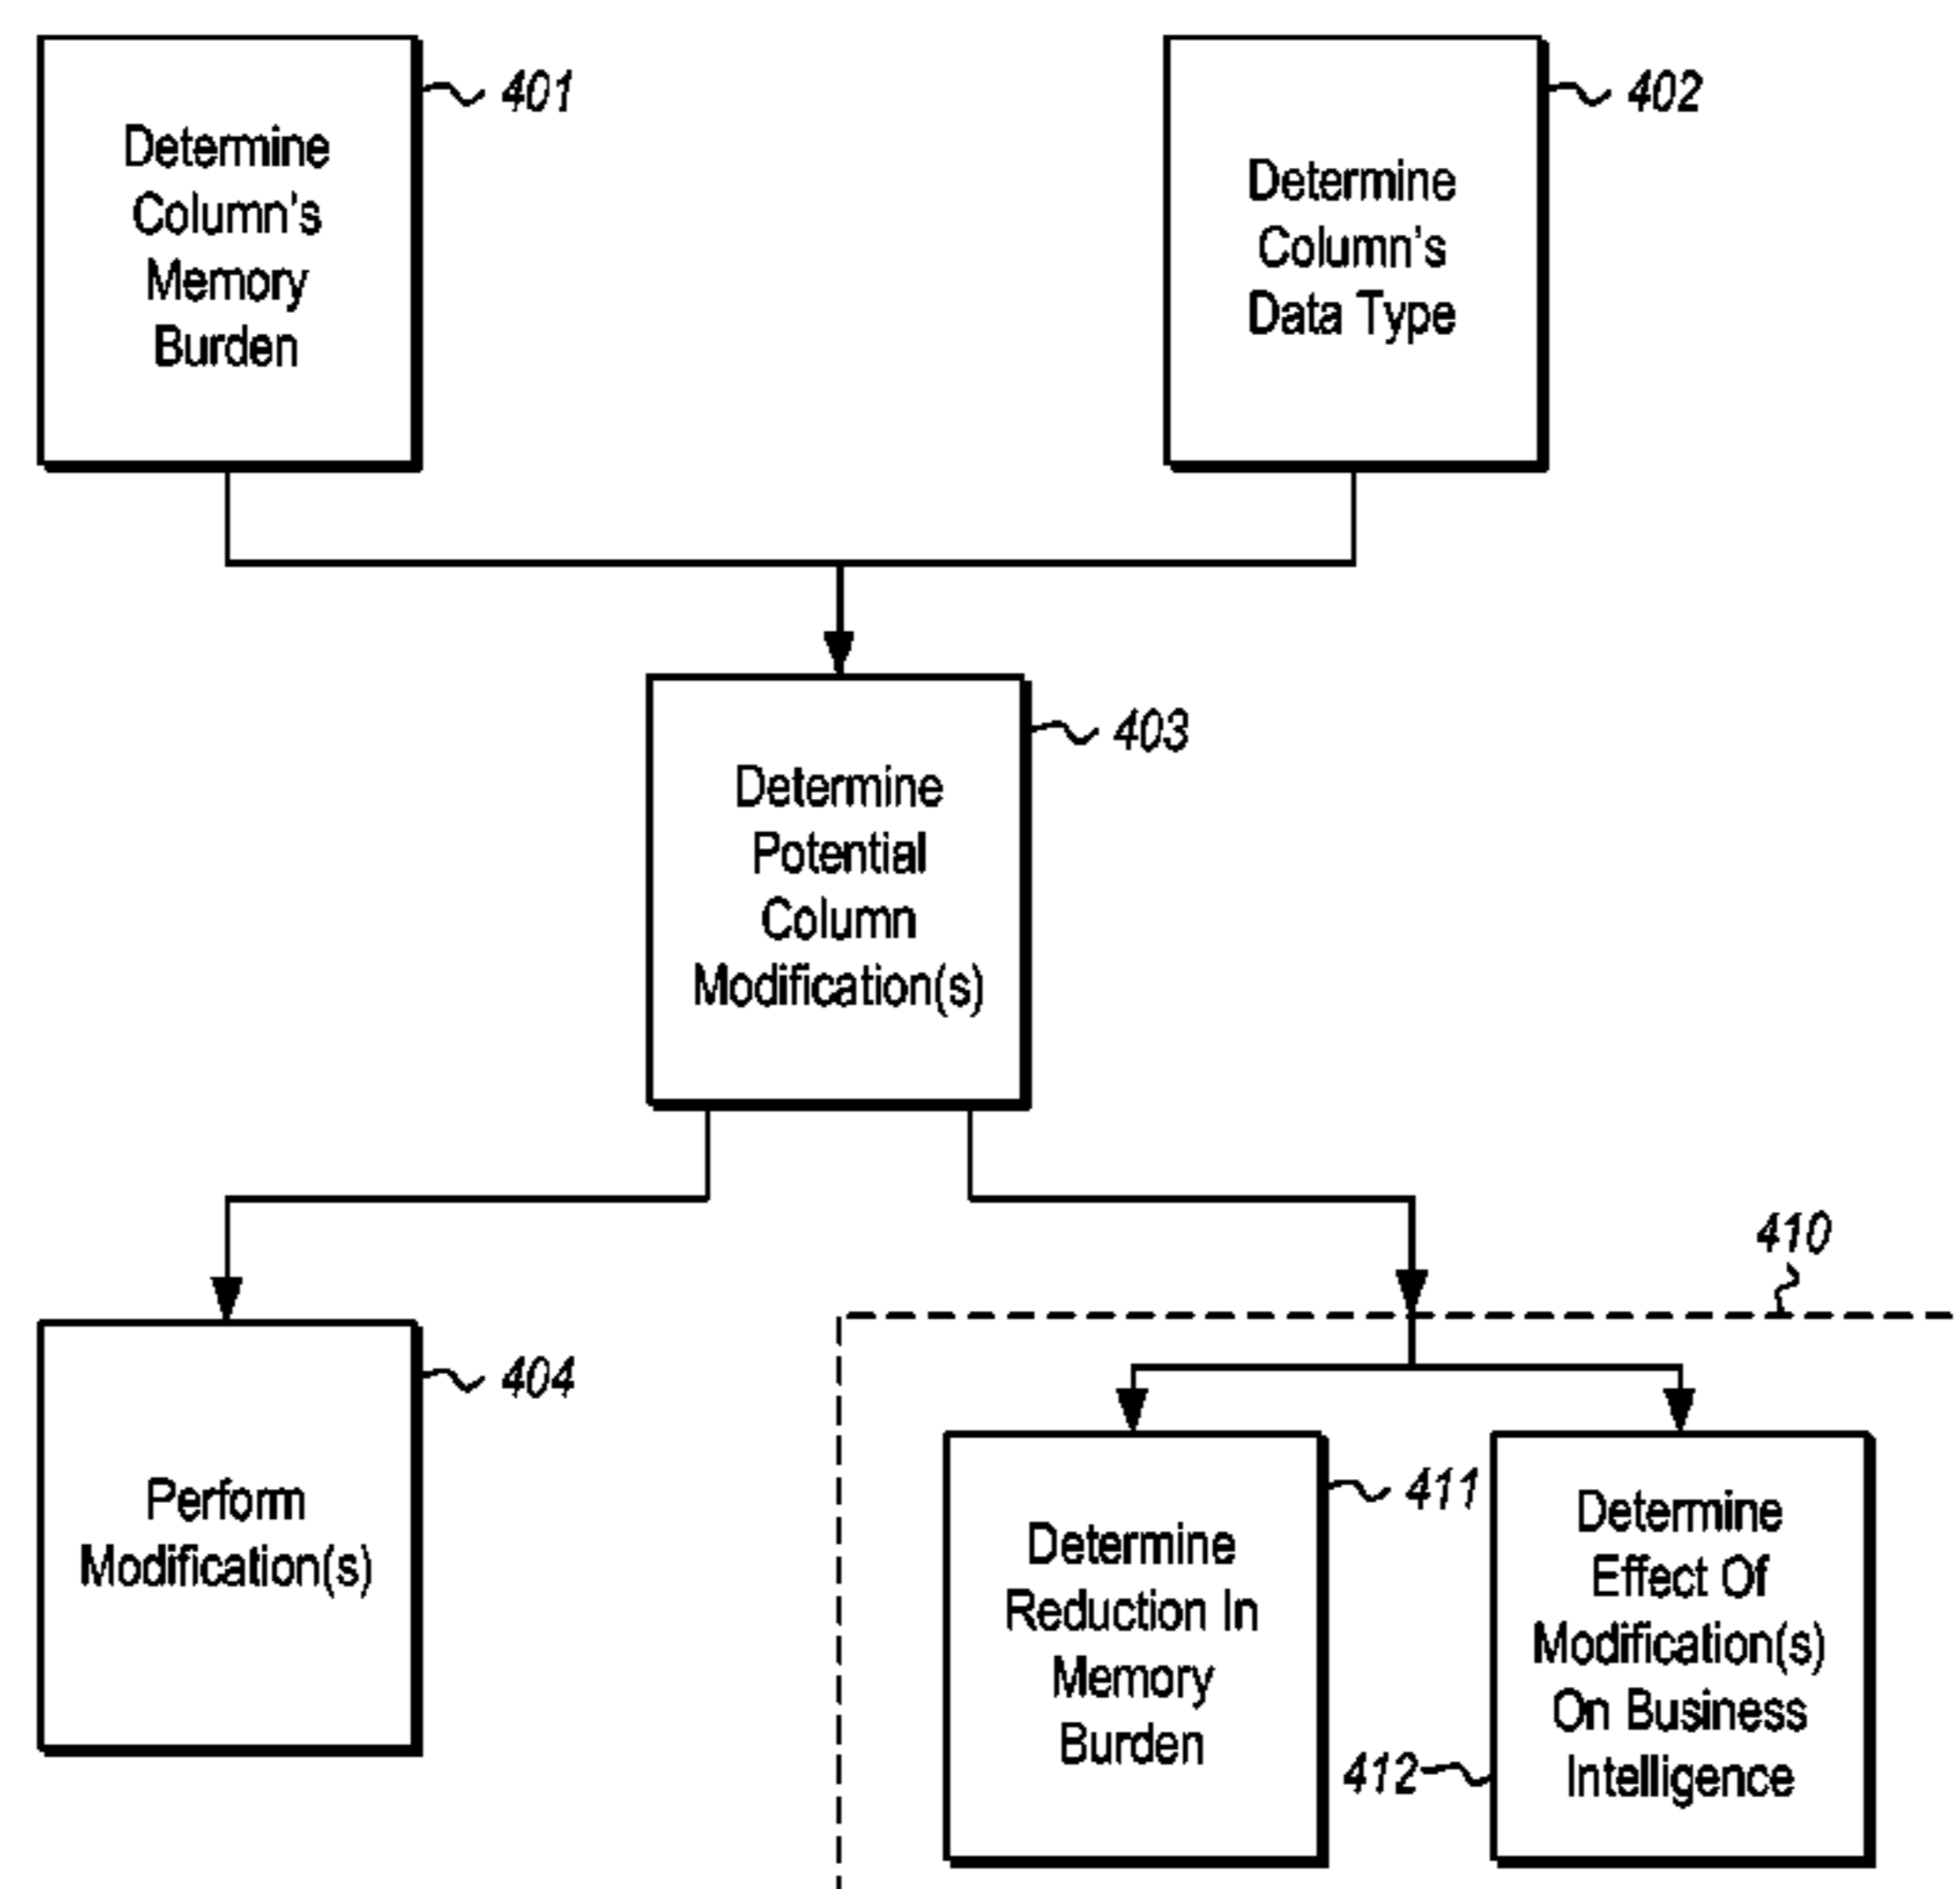 401
Determine
Column's
Memory
Burden
402
Determine
Column's
Data Type
403
Determine
Potential
Column
Modification(s)
404
Perform
Modification(s)
410
411
Determine
Reduction In
Memory
Burden
412
Determine
Effect Of
Modification(s)
On Business
Intelligence